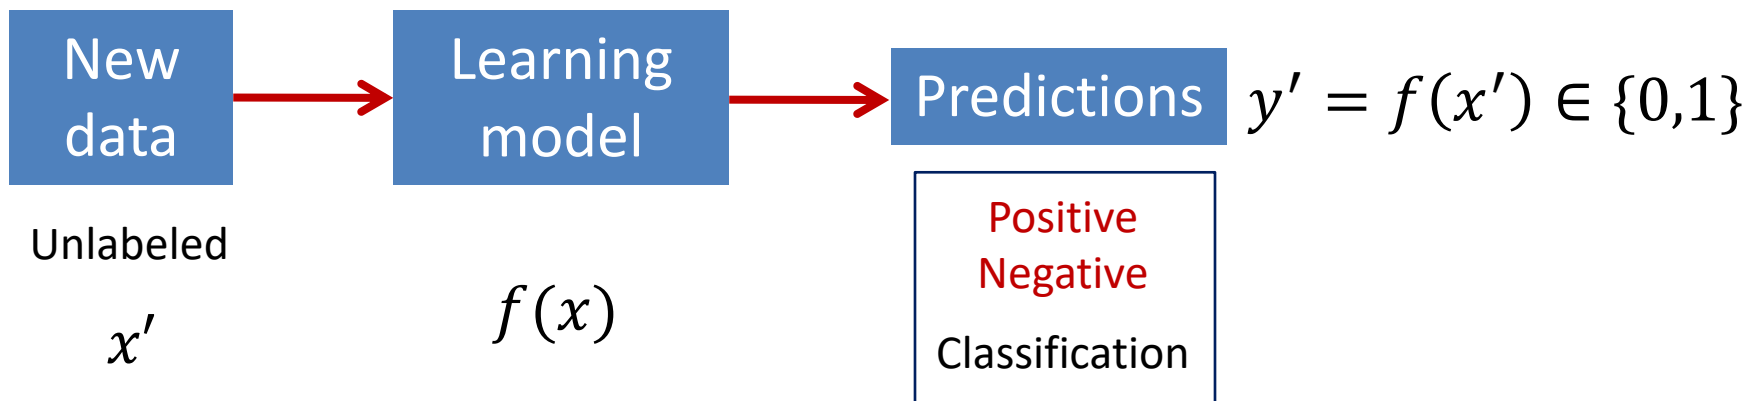 New
data
Learning
model
Predictions
y′ = f(x′) ∈ {0,1}
Unlabeled
x′
f(x)
Positive
Negative
Classification